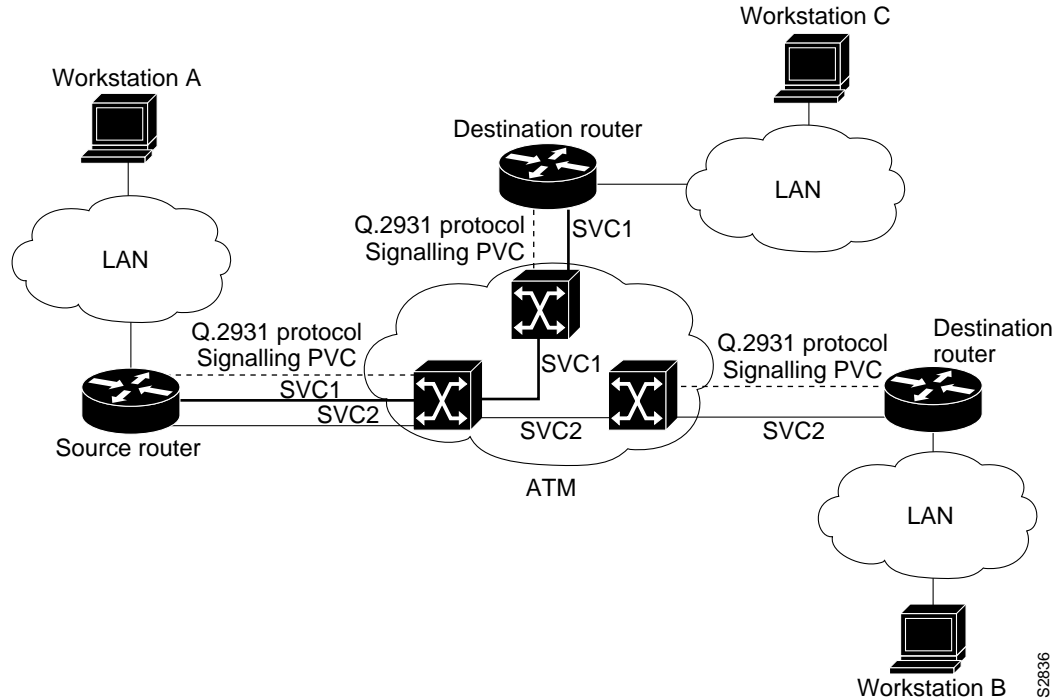 Workstation C
Workstation A
Destination router
LAN
Q.2931 protocol
Signalling PVC
SVC1
LAN
Q.2931 protocol
Signalling PVC
SVC1
Q.2931 protocol
Signalling PVC
Destination
router
SVC1
SVC2
SVC2
SVC2
Source router
ATM
LAN
Workstation B
S2836